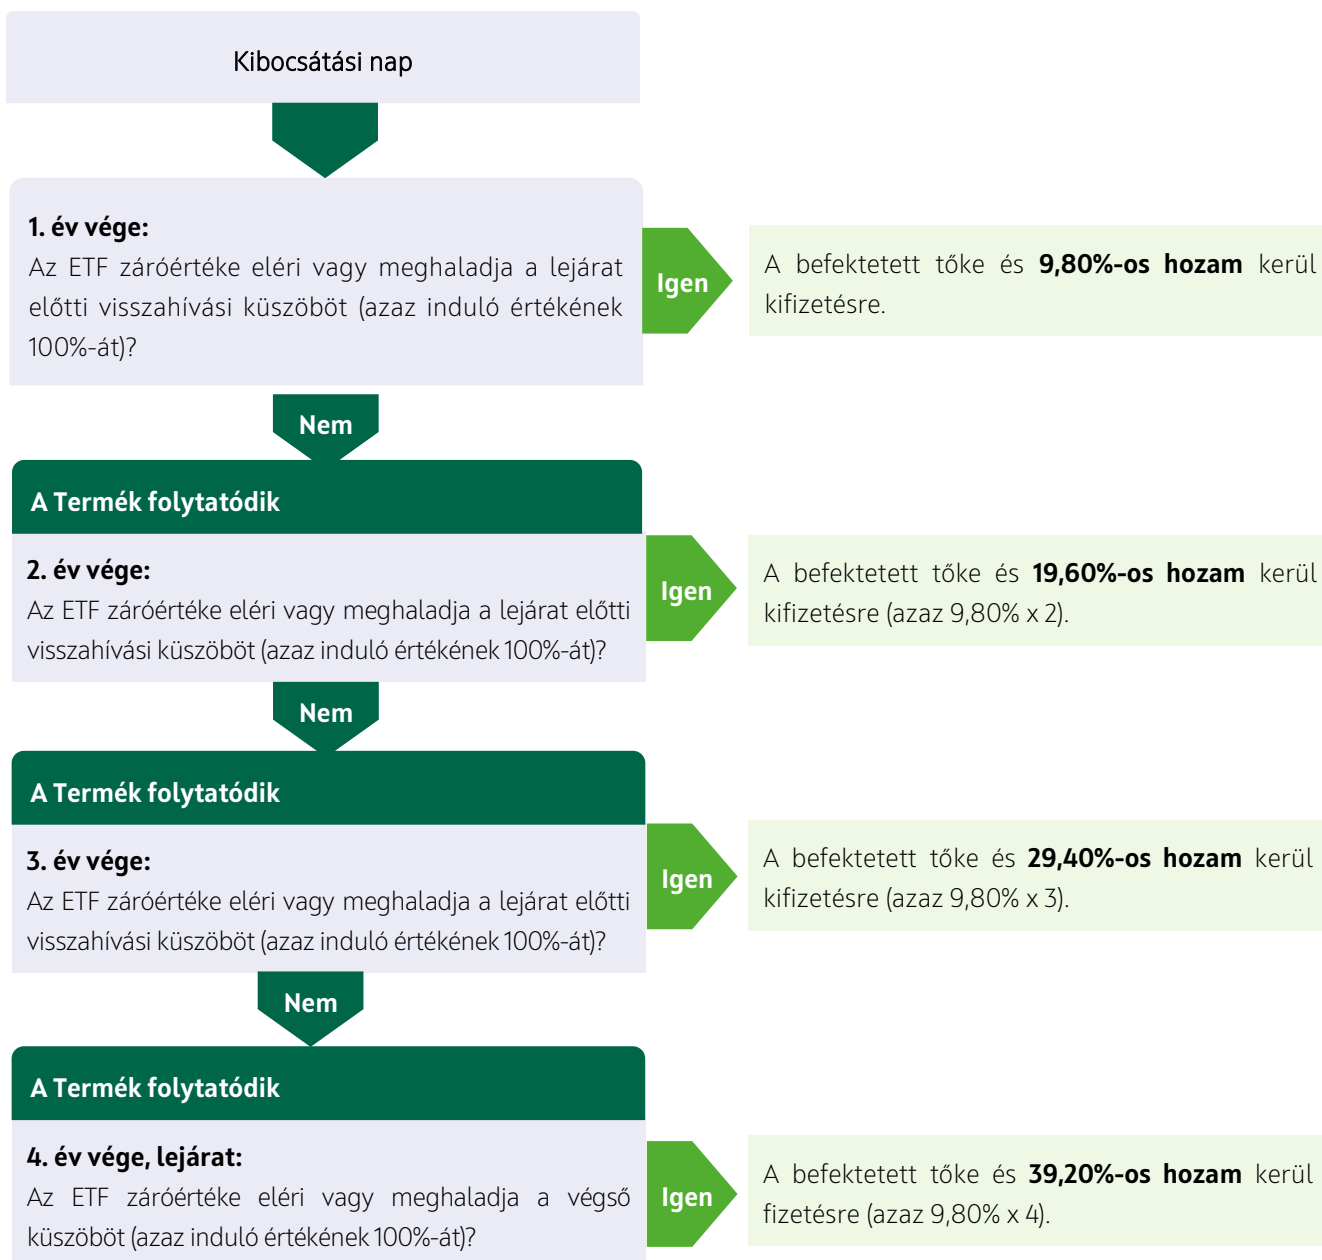 Kibocsátási nap
1. év vége:
Az ETF záróértéke eléri vagy meghaladja a lejárat
előtti visszahívási küszöböt (azaz induló értékének
100%-át)?
Igen
A befektetett tőke és 9,80%-os hozam kerül
kifizetésre.
Nem
A Termék folytatódik
2. év vége:
Az ETF záróértéke eléri vagy meghaladja a lejárat előtti
visszahívási küszöböt (azaz induló értékének 100%-át)?
Igen
A befektetett tőke és 19,60%-os hozam kerül
kifizetésre (azaz 9,80% x 2).
Nem
A Termék folytatódik
3. év vége:
Az ETF záróértéke eléri vagy meghaladja a lejárat előtti
visszahívási küszöböt (azaz induló értékének 100%-át)?
Igen
A befektetett tőke és 29,40%-os hozam kerül
kifizetésre (azaz 9,80% x 3).
Nem
A Termék folytatódik
4. év vége, lejárat:
Az ETF záróértéke eléri vagy meghaladja a végső
küszöböt (azaz induló értékének 100%-át)?
Igen
A befektetett tőke és 39,20%-os hozam kerül
fizetésre (azaz 9,80% x 4).